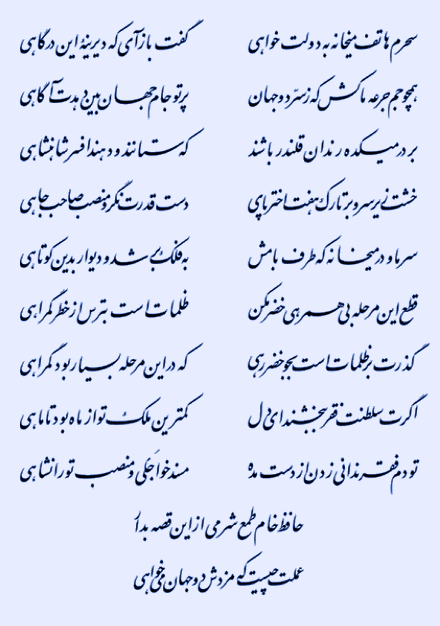 سحرم هاتف میخانه به دولت خواهی گفت بازآی که دیرینه این درگاهی
همچو جم جرعه ما کش که ز سر دو جهان پرتو جام جهان بین دهدت آگاهی
بر در میکده رندان قلندر باشند که ستانند و دهند افسر شاهنشاهی
خشت زیر سر و بر تارک هفت اختر پای دست قدرت نگر و منصب صاحب جاهی
سر ما و در میخانه که طرف بامش به فلک بر شد و دیوار بدین کوتاهی
قطع این مرحله بی همرهی خضر مکن ظلمات است بترس از خطر گمراهی
گذرت بر ظلمات است بجو خضر رهی که در این مرحله بسیار بود گمراهی
اگرت سلطنت فقر ببخشند ای دل کمترین ملک تو از ماه بود تا ماهی
تو دم فقر ندانی زدن از دست مده مسند خواجگی و منصب تورانشاهی
حافظ خام طمع شرمی از این قصه بدار
عملت چیست که مزدش دو جهان می‌خواهی